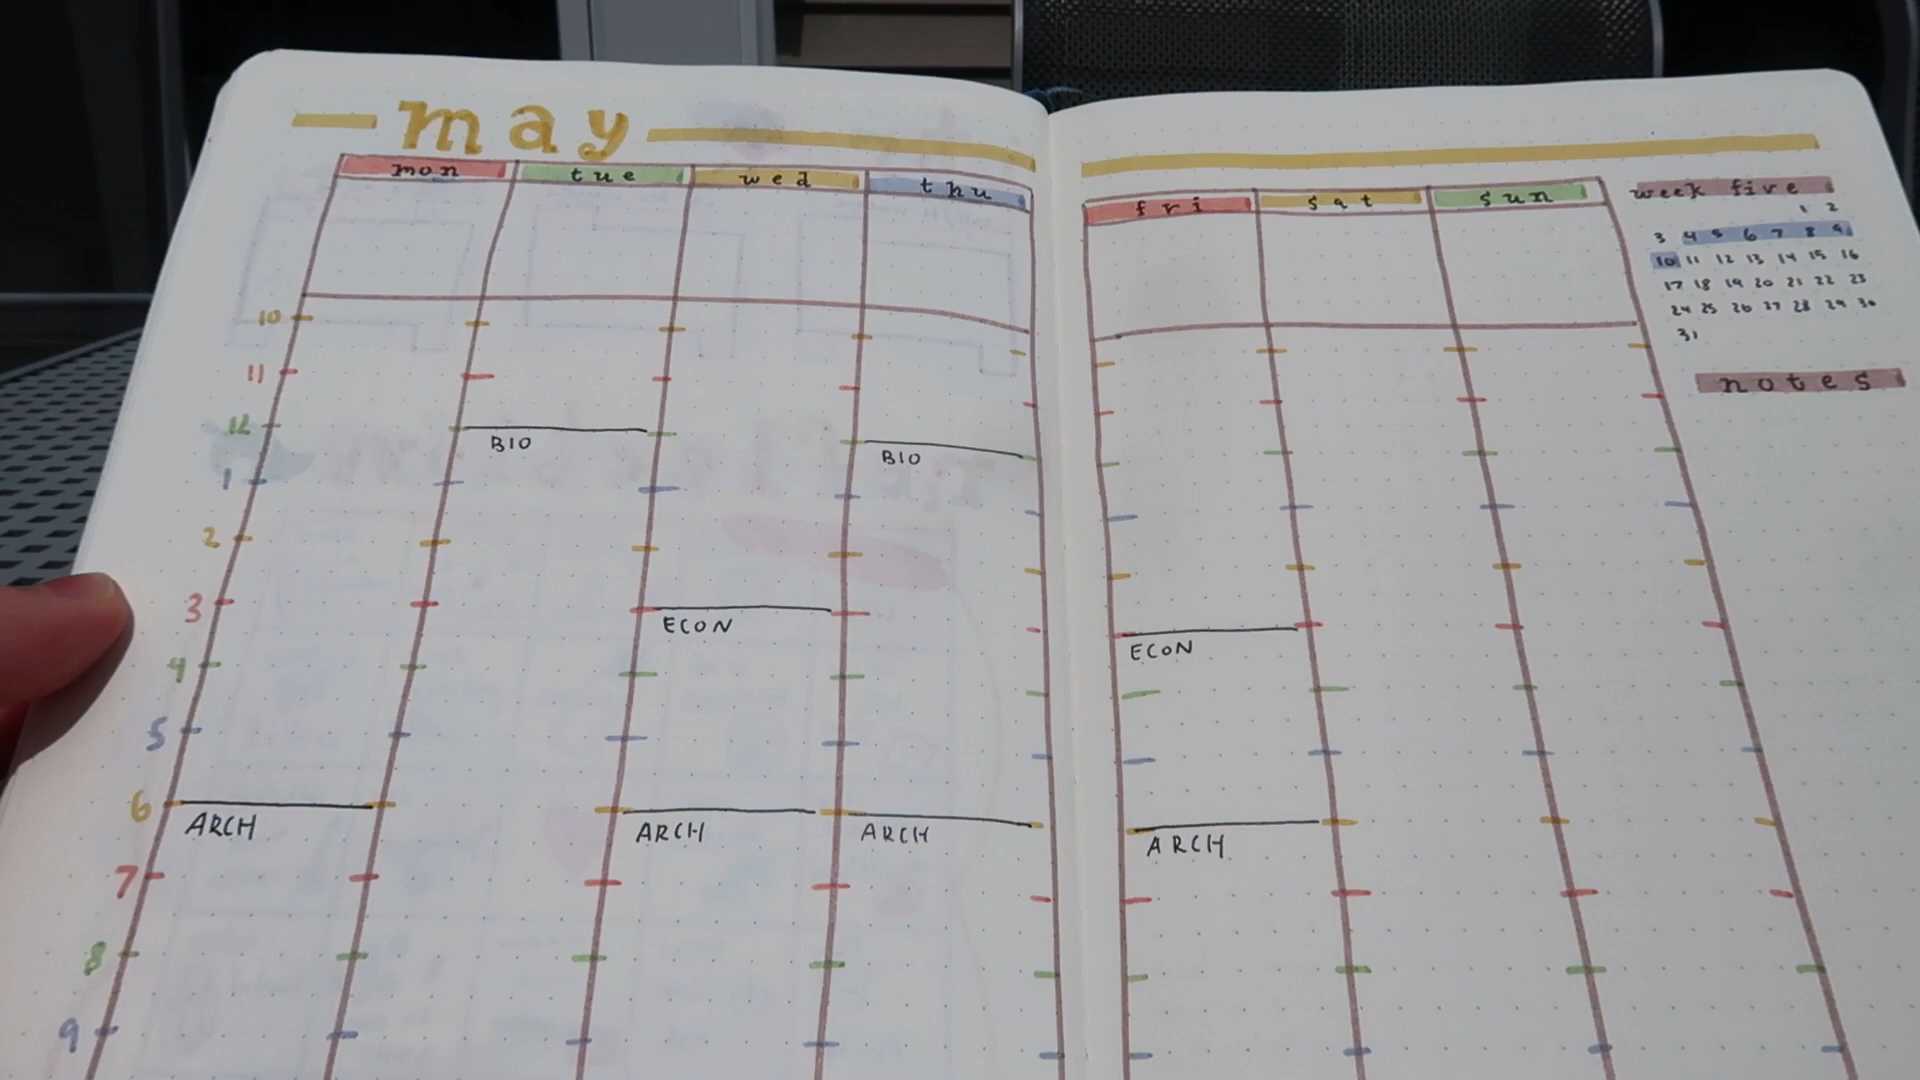 may
mon tue wed thu
fri sat sun
week five
1 2
3 4 5 6 7 8 9
10 11 12 13 14 15 16
17 18 19 20 21 22 23
24 25 26 27 28 29 30
31
notes
10
11
12
BIO BIO
1
2
3
ECON ECON
4
5
6
ARCH ARCH ARCH ARCH
7
8
9